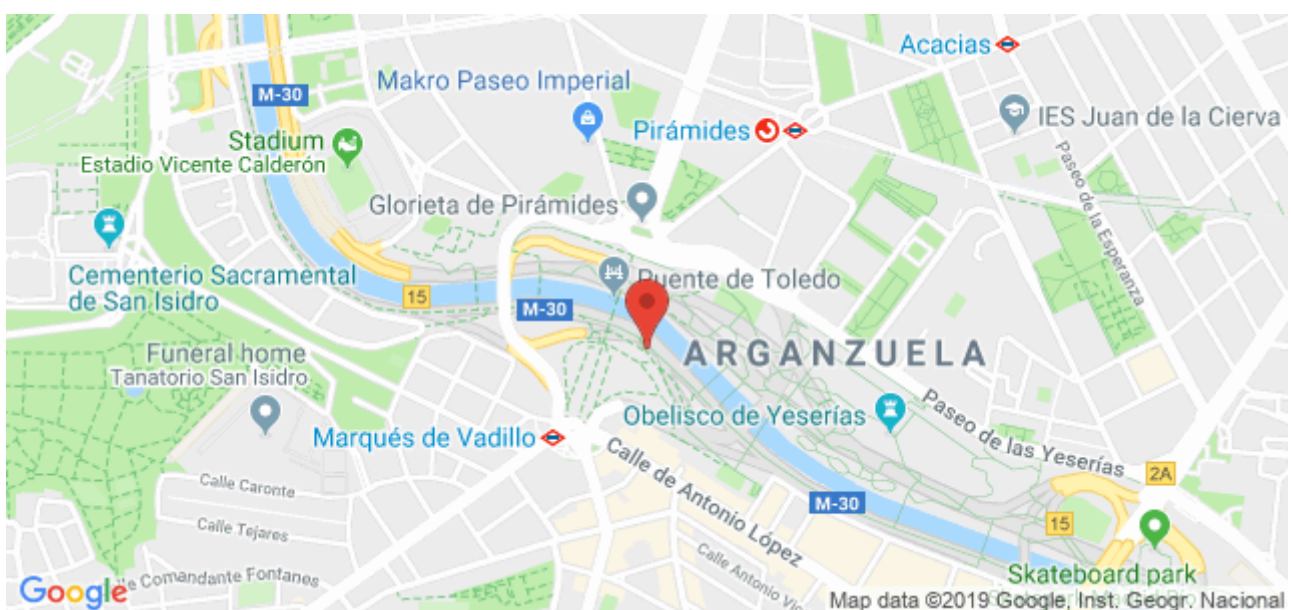 Acacias
M-30
Makro Paseo Imperial
IES Juan de la Cierva
Pirámides
Stadium
Estadio Vicente Calderón
Paseo de la Esperanza
Glorieta de Pirámides
Cementerio Sacramental
de San Isidro
Puente de Toledo
15
M-30
Funeral home
Tanatorio San Isidro
ARGANZUELA
Obelisco de Yeserías
Paseo de las Yeserías
Marqués de Vadillo
Calle de Antonio López
2A
Calle Caronte
M-30
15
Calle Tejares
Calle Antonio
Skateboard park
Google
Comandante Fontanes
Map data ©2019 Google, Inst. Geogr. Nacional